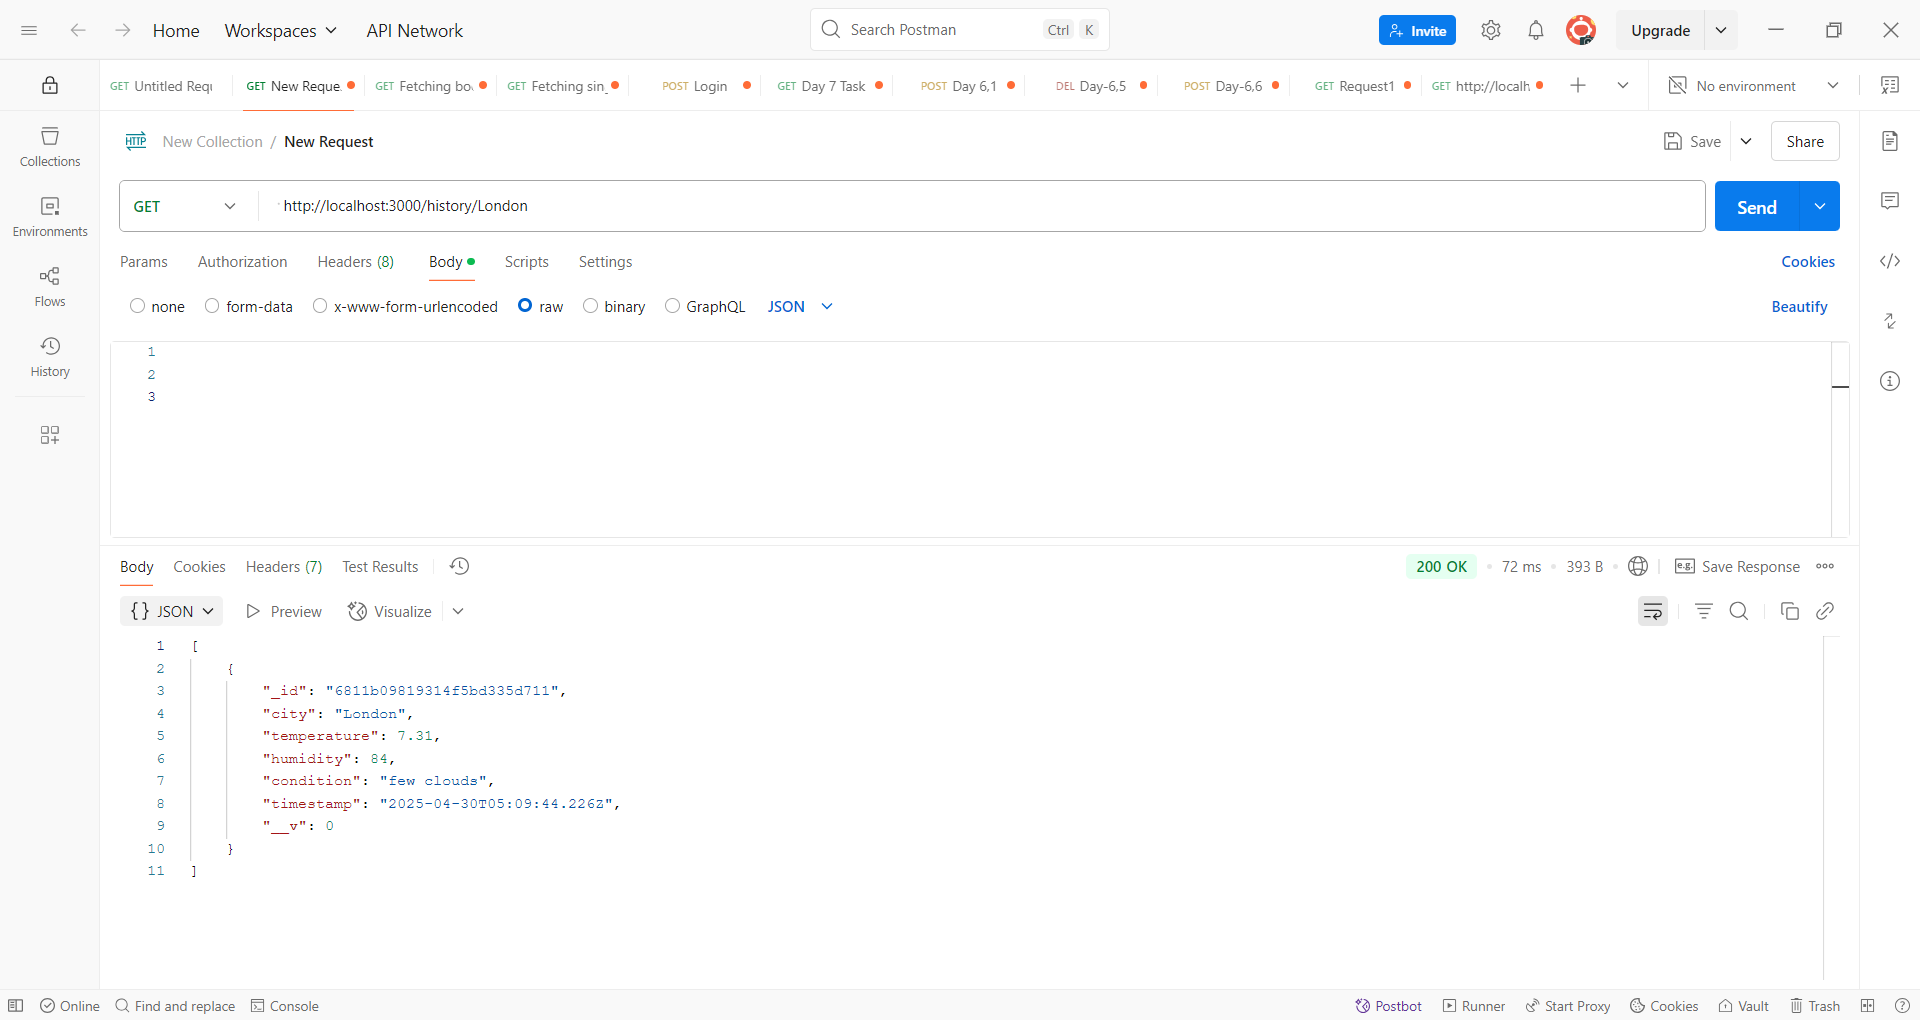 Home Workspaces API Network Search Postman Ctrl K Invite Upgrade
GET Untitled Requ GET New Reque. GET Fetching bo GET Fetching sin_ POST Login GET Day 7 Task POST Day 6,1 DEL Day-6,5 POST Day-6,6 GET Request1 GET http://localh No environment
HTTP New Collection / New Request Save Share
GET http://localhost:3000/history/London Send
Params Authorization Headers (8) Body Scripts Settings Cookies
none form-data x-www-form-urlencoded raw binary GraphQL JSON Beautify
1
2
3
Collections
Environments
Flows
History
Body Cookies Headers (7) Test Results 200 OK 72 ms 393 B e.g. Save Response
{} JSON Preview Visualize
1 [
2 {
3 "_id": "6811b09819314f5bd335d711",
4 "city": "London",
5 "temperature": 7.31,
6 "humidity": 84,
7 "condition": "few clouds",
8 "timestamp": "2025-04-30T05:09:44.226Z",
9 "__v": 0
10 }
11 ]
Online Find and replace Console Postbot Runner Start Proxy Cookies Vault Trash